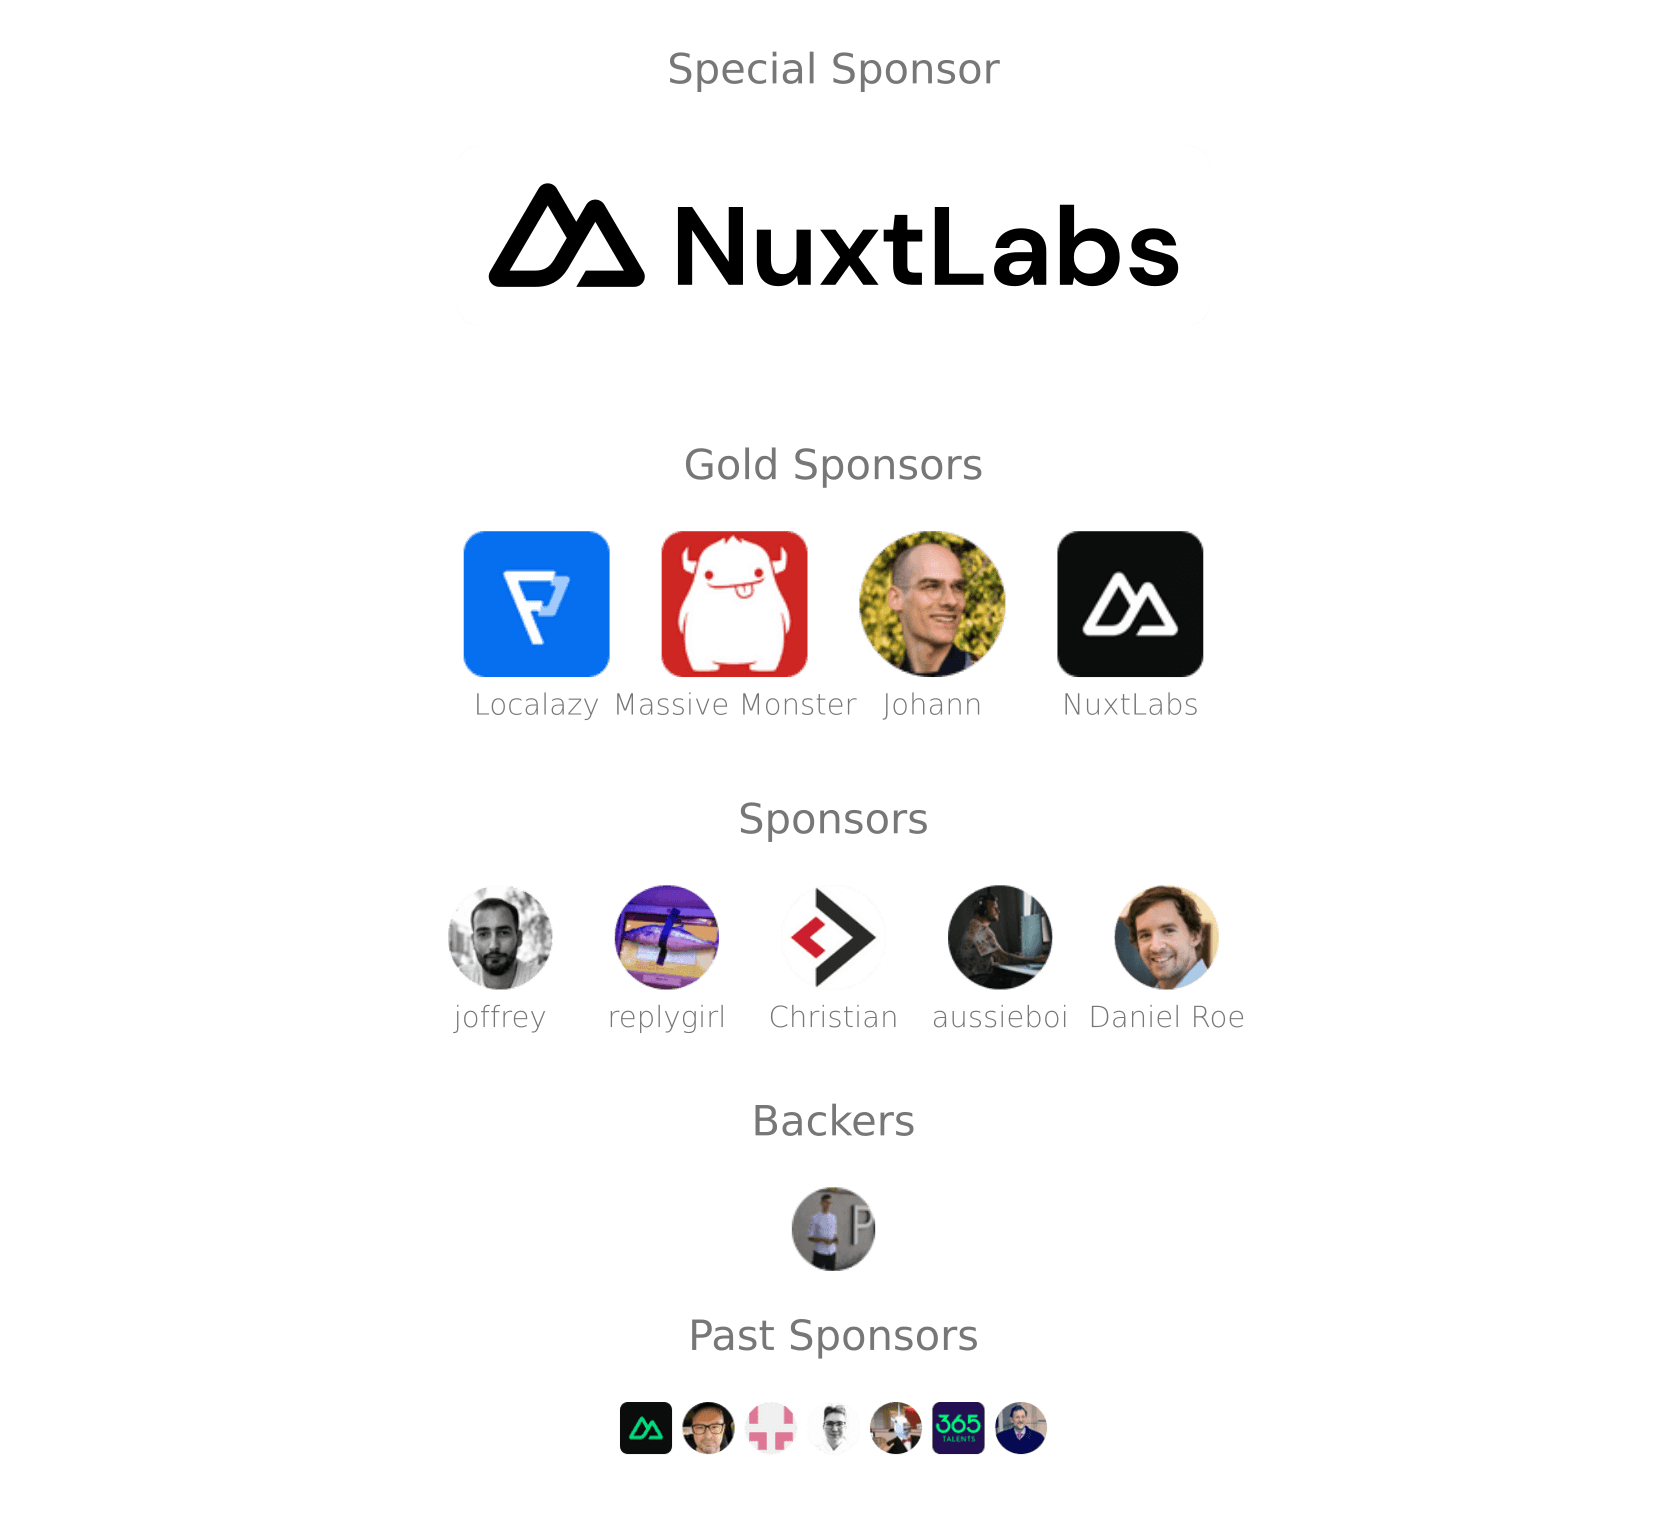 Special Sponsor
NuxtLabs
Gold Sponsors
Localazy Massive Monster Johann NuxtLabs
Sponsors
joffrey replygirl Christian aussieboi Daniel Roe
Backers
P
Past Sponsors
365
TALENTS